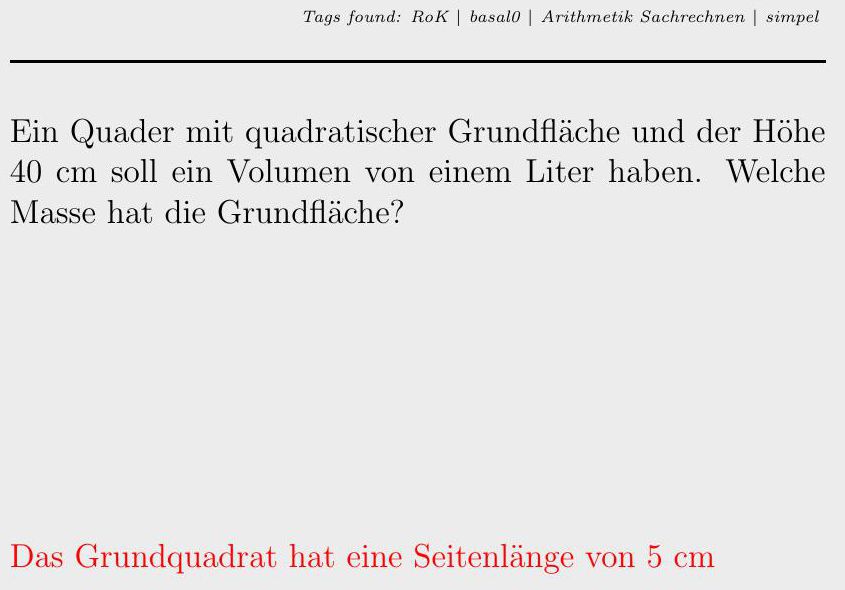 Tags found: RoK | basal0 | Arithmetik Sachrechnen | simpel
Ein Quader mit quadratischer Grundfläche und der Höhe
40 cm soll ein Volumen von einem Liter haben. Welche
Masse hat die Grundfläche?
Das Grundquadrat hat eine Seitenlänge von 5 cm